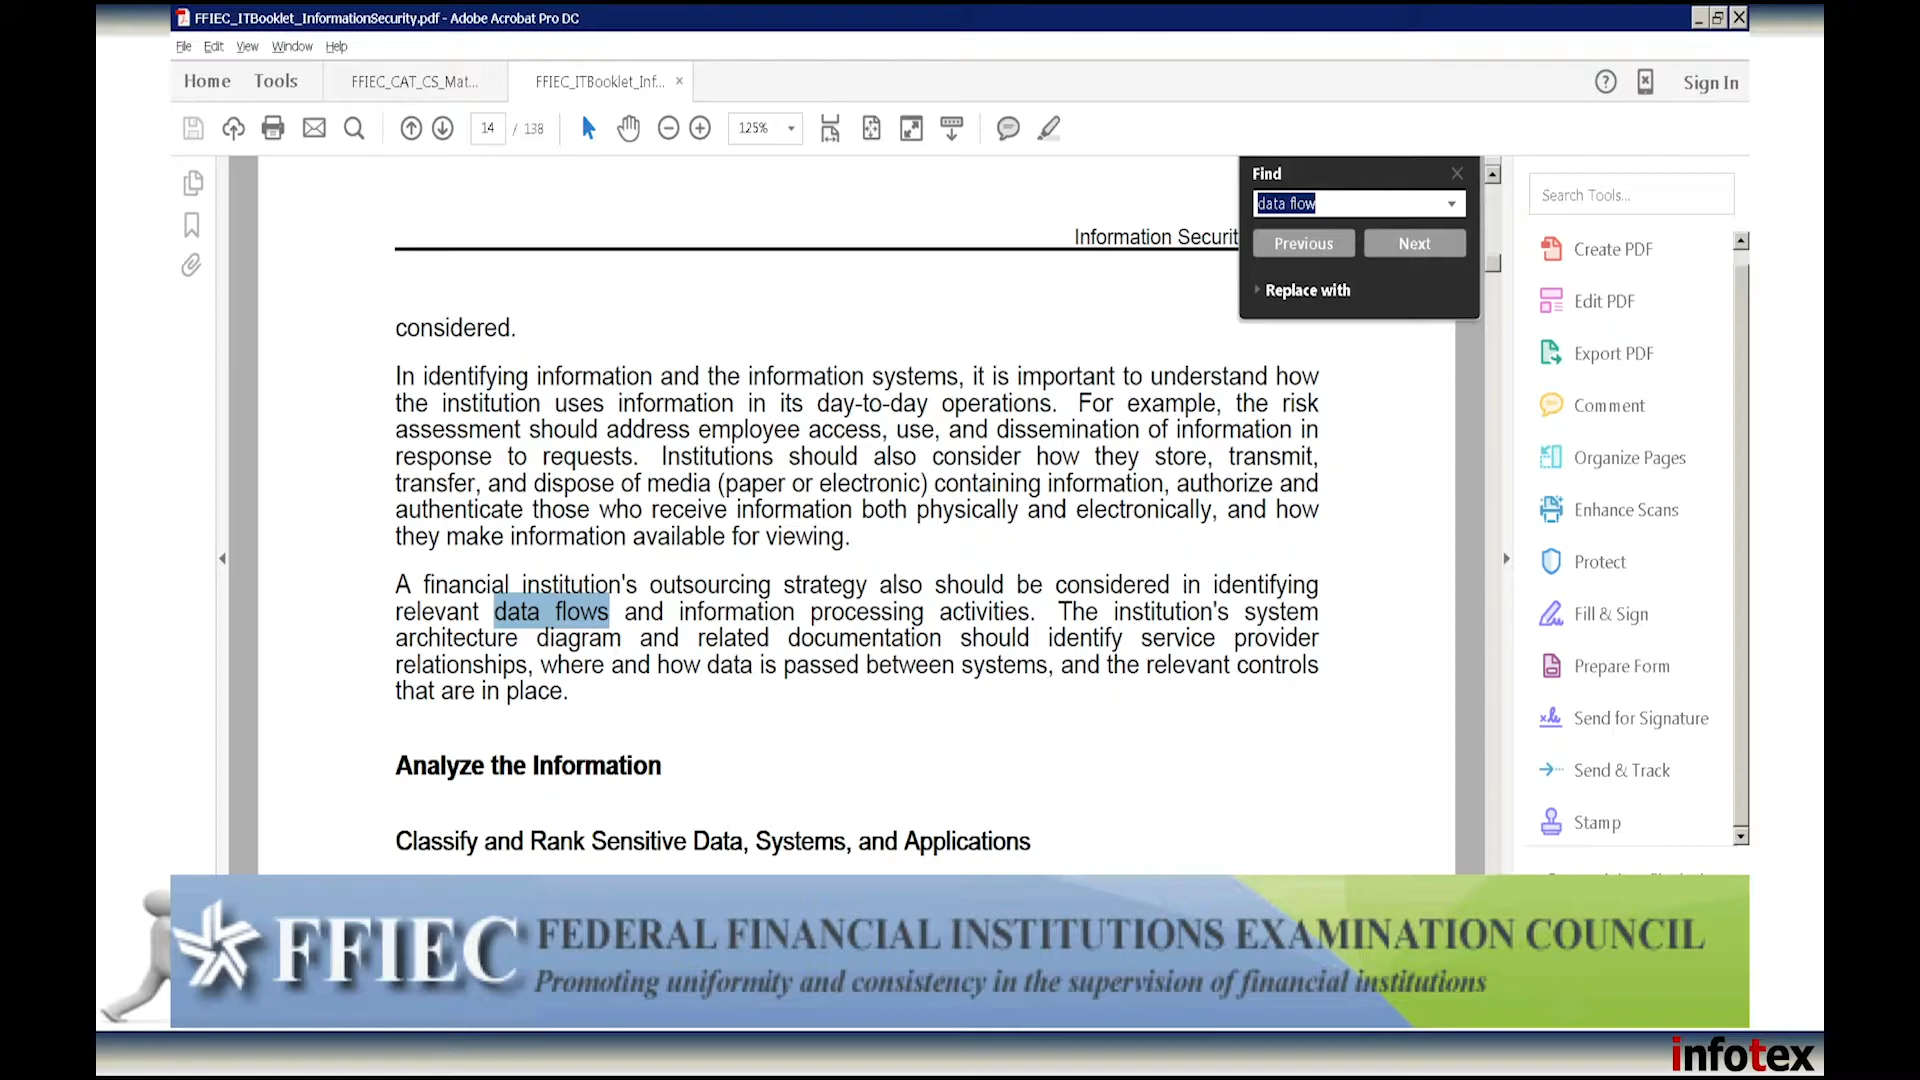 FFIEC_ITBooklet_InformationSecurity.pdf - Adobe Acrobat Pro DC
File Edit View Window Help
Home Tools FFIEC_CAT_CS_Mat... FFIEC_ITBooklet_Inf... × Sign In
14 / 138 125%
Find
data flow
Previous Next
Replace with
Search Tools...
Create PDF
Edit PDF
Export PDF
Comment
Organize Pages
Enhance Scans
Protect
Fill & Sign
Prepare Form
Send for Signature
Send & Track
Stamp
Information Securit
considered.
In identifying information and the information systems, it is important to understand how
the institution uses information in its day-to-day operations. For example, the risk
assessment should address employee access, use, and dissemination of information in
response to requests. Institutions should also consider how they store, transmit,
transfer, and dispose of media (paper or electronic) containing information, authorize and
authenticate those who receive information both physically and electronically, and how
they make information available for viewing.
A financial institution's outsourcing strategy also should be considered in identifying
relevant data flows and information processing activities. The institution's system
architecture diagram and related documentation should identify service provider
relationships, where and how data is passed between systems, and the relevant controls
that are in place.
Analyze the Information
Classify and Rank Sensitive Data, Systems, and Applications
FFIEC FEDERAL FINANCIAL INSTITUTIONS EXAMINATION COUNCIL
Promoting uniformity and consistency in the supervision of financial institutions
infotex